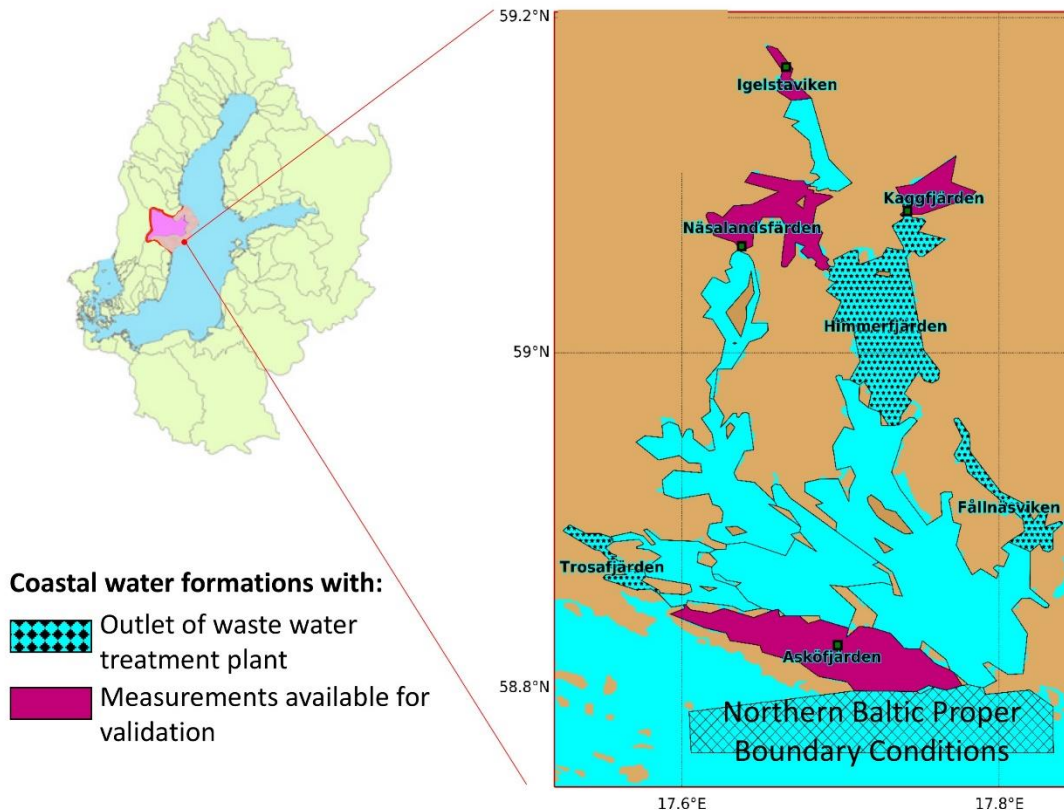 59.2°N
Igelstaviken
Kaggfjärden
Näsalandsfärden
Himmerfjärden
59°N
Fållnäsviken
Trosafjärden
Asköfjärden
58.8°N
Northern Baltic Proper
Boundary Conditions
17.6°E
17.8°E
Coastal water formations with:
Outlet of waste water
treatment plant
Measurements available for
validation